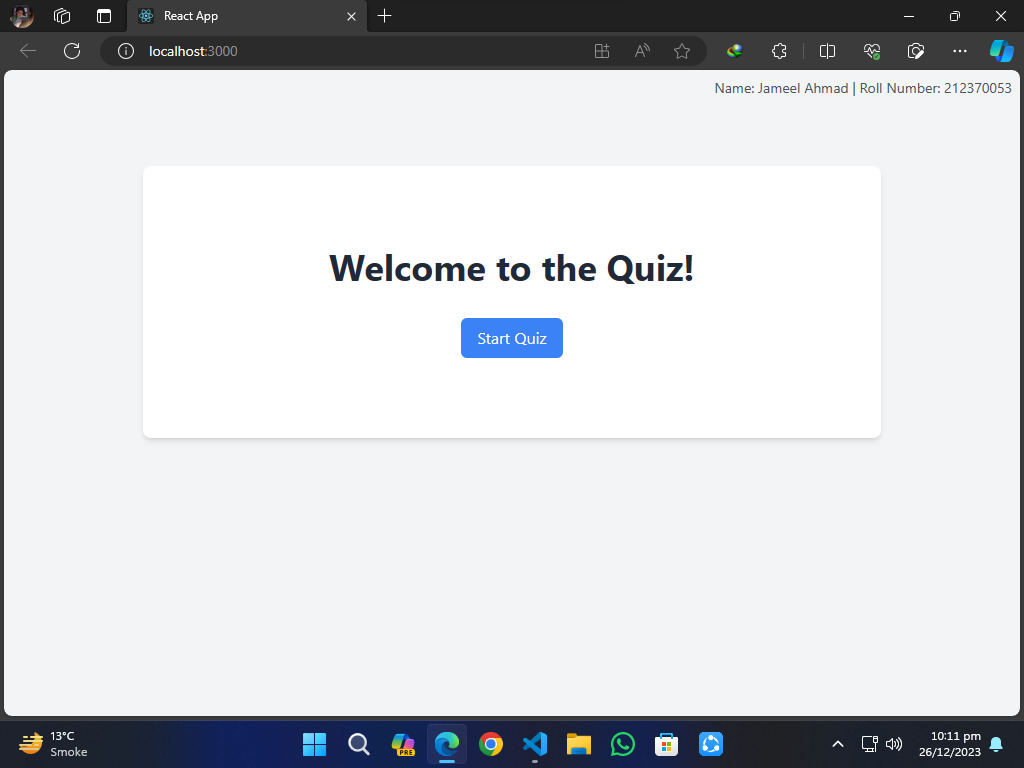 React App
localhost:3000
Name: Jameel Ahmad | Roll Number: 212370053
Welcome to the Quiz!
Start Quiz
13°C
Smoke
PRE
10:11 pm
26/12/2023